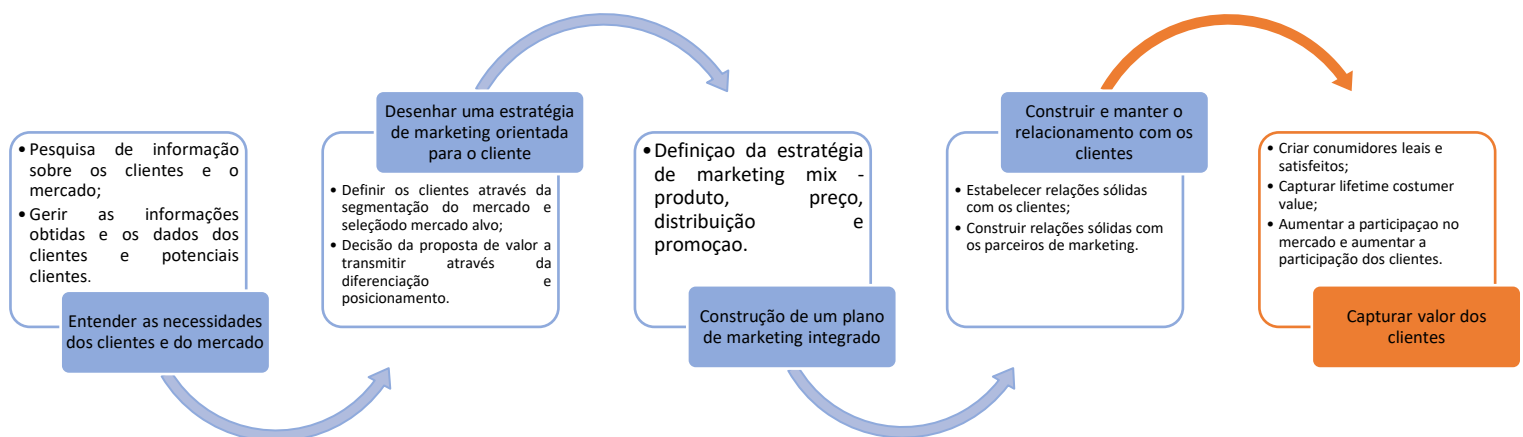 • Pesquisa de informação
sobre os clientes e o
mercado;
• Gerir as informações
obtidas e os dados dos
clientes e potenciais
clientes.
Entender as necessidades
dos clientes e do mercado
Desenhar uma estratégia
de marketing orientada
para o cliente
• Definir os clientes através da
segmentação do mercado e
seleçãodo mercado alvo;
• Decisão da proposta de valor a
transmitir através da
diferenciação e
posicionamento.
• Definiçao da estratégia
de marketing mix -
produto, preço,
distribuição e
promoçao.
Construção de um plano
de marketing integrado
Construir e manter o
relacionamento com os
clientes
• Estabelecer relações sólidas
com os clientes;
• Construir relações sólidas com
os parceiros de marketing.
• Criar conumidores leais e
satisfeitos;
• Capturar lifetime costumer
value;
• Aumentar a participaçao no
mercado e aumentar a
participação dos clientes.
Capturar valor dos
clientes